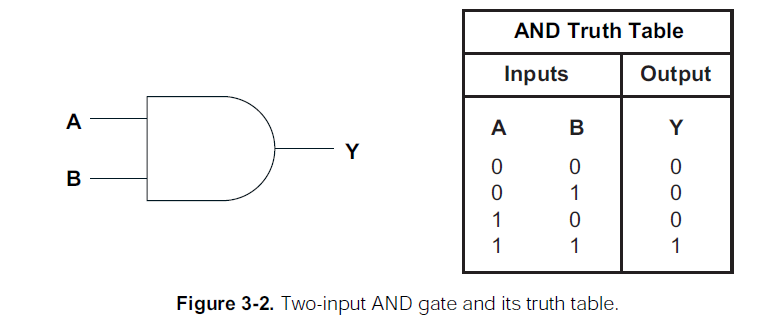 A
B
Y
AND Truth Table
Inputs Output
A B Y
0 0 0
0 1 0
1 0 0
1 1 1
Figure 3-2. Two-input AND gate and its truth table.